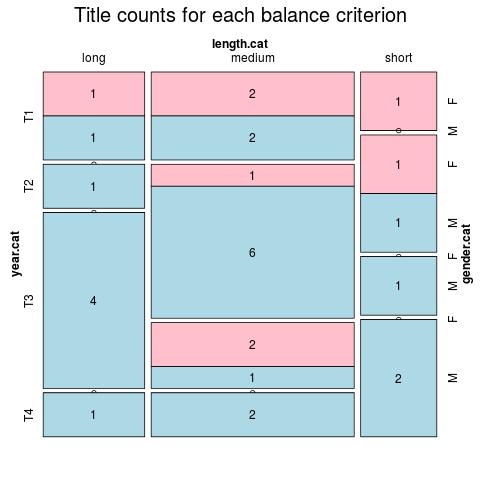 Title counts for each balance criterion
length.cat
long medium short
year.cat
T1
T2
T3
T4
1 2 1
1 2
1 1 1
6 1
4 2 1
1
1 2 2
gender.cat
F
M
F
M
F
M
F
M